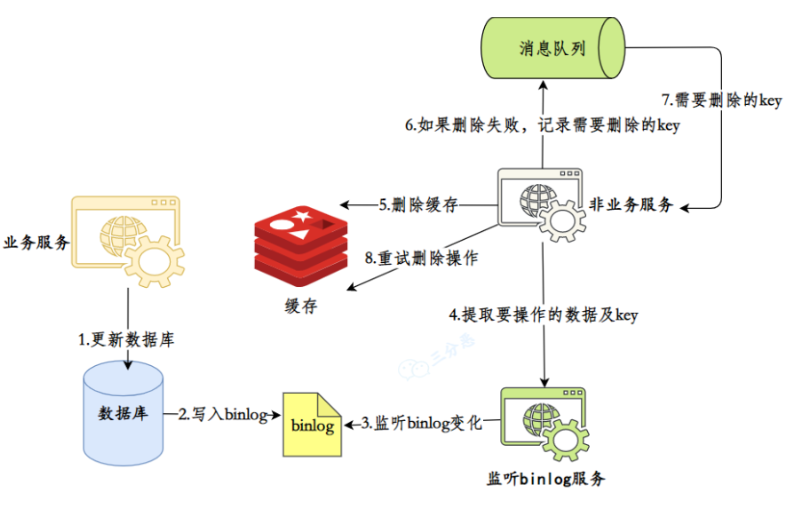 消息队列
7.需要删除的key
6.如果删除失败，记录需要删除的key
5.删除缓存
非业务服务
业务服务
8.重试删除操作
缓存
4.提取要操作的数据及key
1.更新数据库
三分恶
数据库
2.写入binlog
binlog
3.监听binlog变化
监听binlog服务